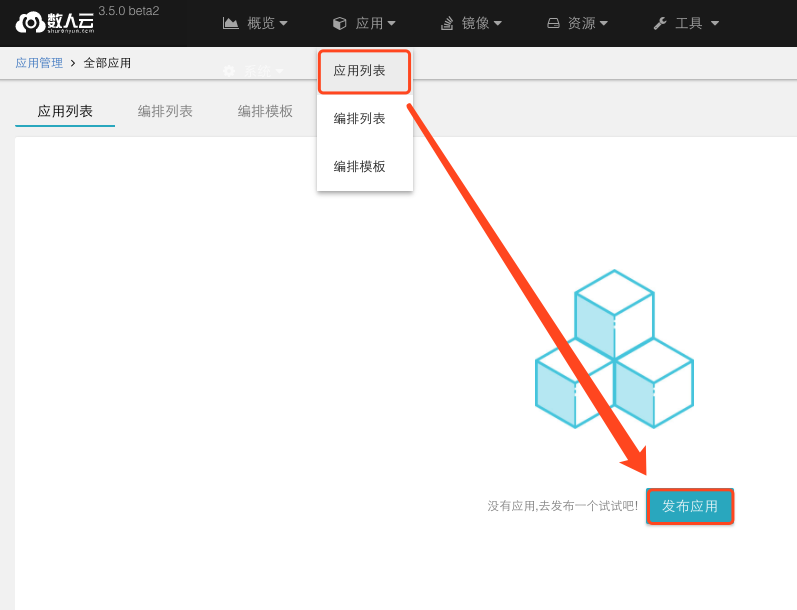 数人云 3.5.0 beta2
shurenyun.com
概览 应用 镜像 资源 工具
应用管理 > 全部应用
系统
应用列表
编排列表
编排模板
应用列表 编排列表 编排模板
没有应用,去发布一个试试吧! 发布应用